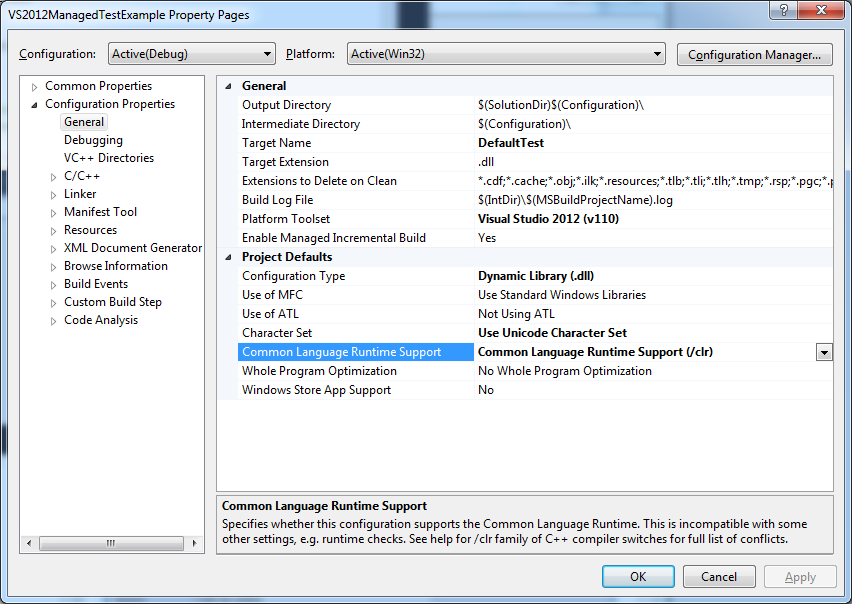 VS2012ManagedTestExample Property Pages
Configuration: Active(Debug) Platform: Active(Win32) Configuration Manager...
Common Properties
Configuration Properties
General
Debugging
VC++ Directories
C/C++
Linker
Manifest Tool
Resources
XML Document Generator
Browse Information
Build Events
Custom Build Step
Code Analysis
General
Output Directory $(SolutionDir)$(Configuration)\
Intermediate Directory $(Configuration)\
Target Name DefaultTest
Target Extension .dll
Extensions to Delete on Clean *.cdf;*.cache;*.obj;*.ilk;*.resources;*.tlb;*.tli;*.tlh;*.tmp;*.rsp;*.pgc;*.p
Build Log File $(IntDir)\$(MSBuildProjectName).log
Platform Toolset Visual Studio 2012 (v110)
Enable Managed Incremental Build Yes
Project Defaults
Configuration Type Dynamic Library (.dll)
Use of MFC Use Standard Windows Libraries
Use of ATL Not Using ATL
Character Set Use Unicode Character Set
Common Language Runtime Support Common Language Runtime Support (/clr)
Whole Program Optimization No Whole Program Optimization
Windows Store App Support No
Common Language Runtime Support
Specifies whether this configuration supports the Common Language Runtime. This is incompatible with some
other settings, e.g. runtime checks. See help for /clr family of C++ compiler switches for full list of conflicts.
OK Cancel Apply